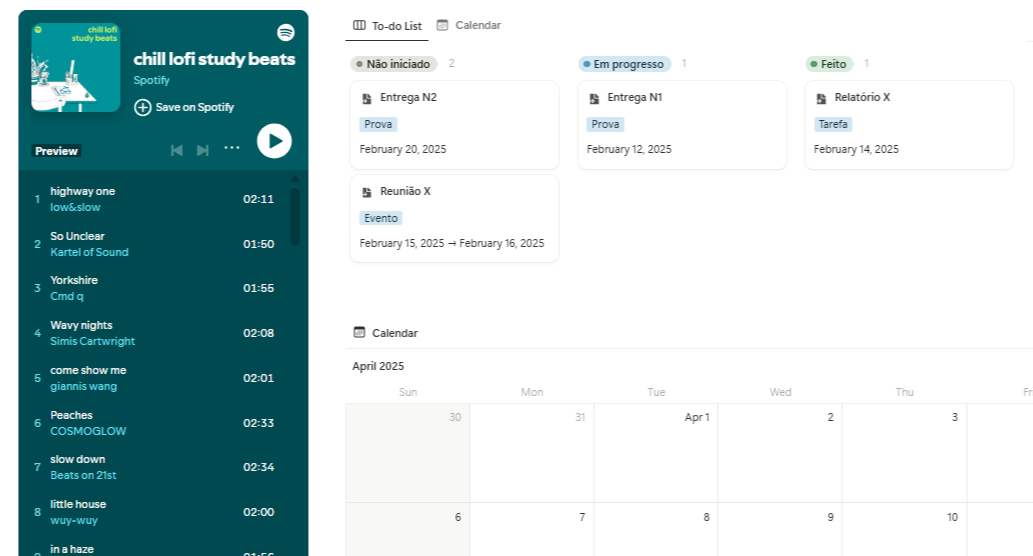 chill lofi
study beats
chill lofi study beats
Spotify
Save on Spotify
Preview
1 highway one 02:11
low&slow
2 So Unclear 01:50
Kartel of Sound
3 Yorkshire 01:55
Cmd q
4 Wavy nights 02:08
Simis Cartwright
5 come show me 02:01
giannis wang
6 Peaches 02:33
COSMOGLOW
7 slow down 02:34
Beats on 21st
8 little house 02:00
wuy-wuy
in a haze
To-do List Calendar
Não iniciado 2
Entrega N2
Prova
February 20, 2025
Reunião X
Evento
February 15, 2025 → February 16, 2025
Em progresso 1
Entrega N1
Prova
February 12, 2025
Feito 1
Relatório X
Tarefa
February 14, 2025
Calendar
April 2025
Sun Mon Tue Wed Thu
30 31 Apr 1 2 3
6 7 8 9 10